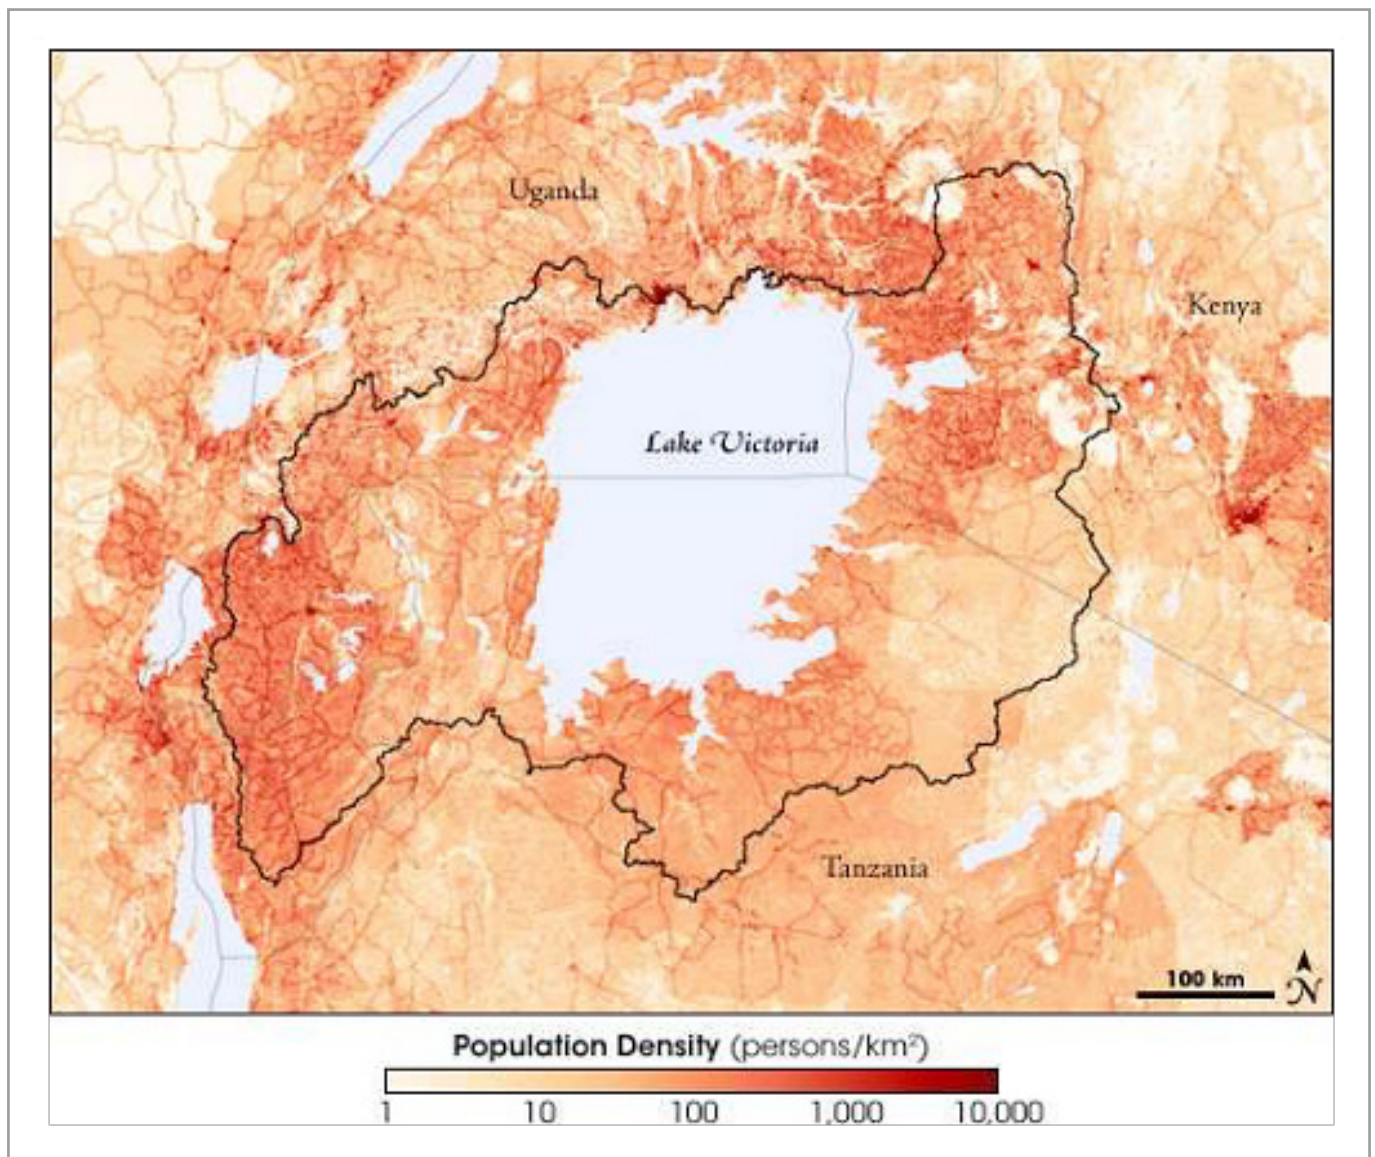 Uganda
Kenya
Lake Victoria
Tanzania
100 km
N
Population Density (persons/km²)
1 10 100 1,000 10,000